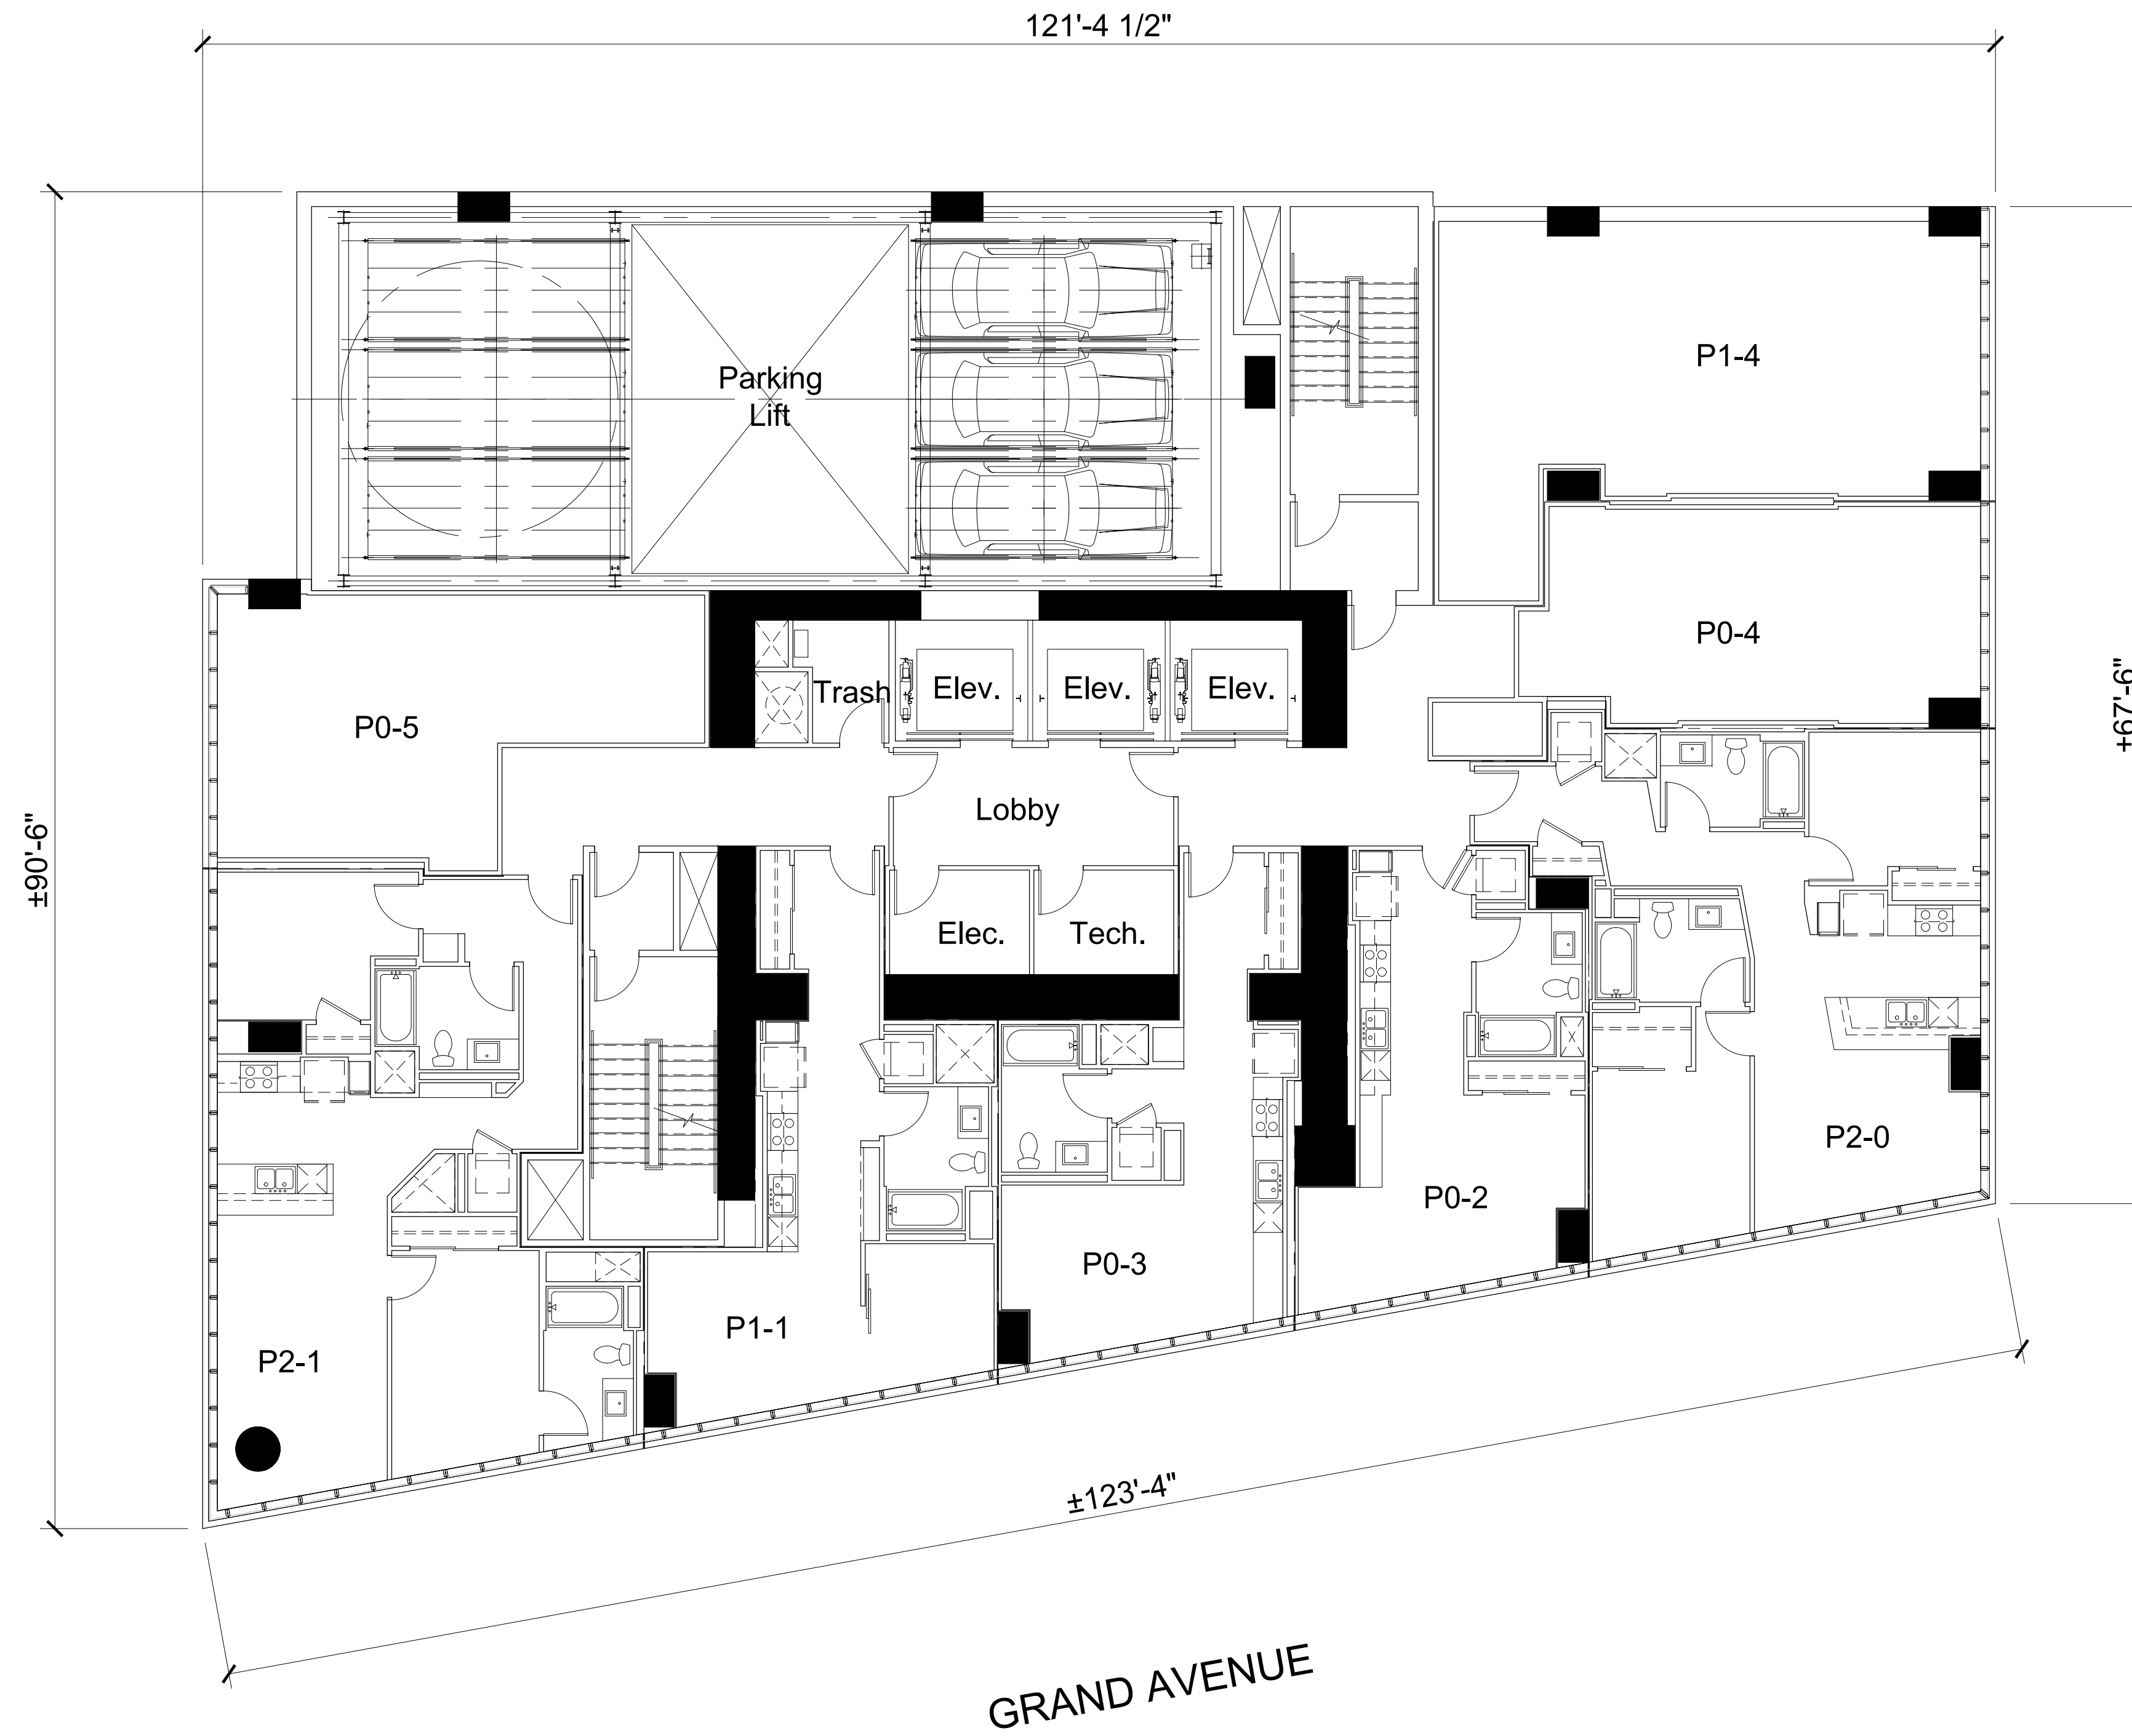 121'-4 1/2"
P1-4
Parking
Lift
P0-4
±67'-6"
Trash
Elev.
Elev.
Elev.
P0-5
Lobby
±90'-6"
Elec.
Tech.
P2-0
P0-2
P0-3
P1-1
P2-1
±123'-4"
GRAND AVENUE